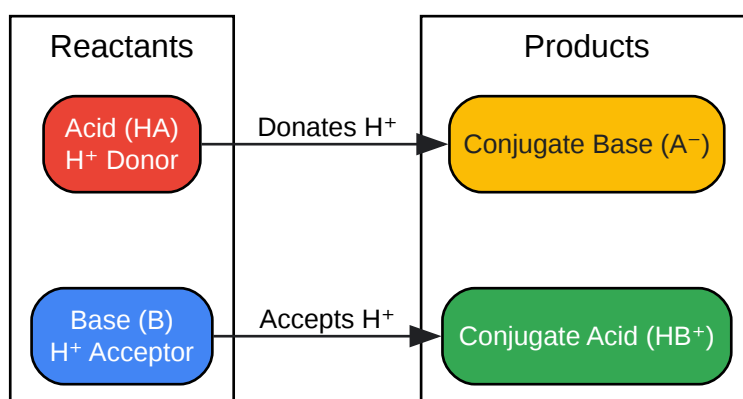 Reactants
Products
Acid (HA)
H⁺ Donor
Donates H⁺
Conjugate Base (A⁻)
Base (B)
H⁺ Acceptor
Accepts H⁺
Conjugate Acid (HB⁺)